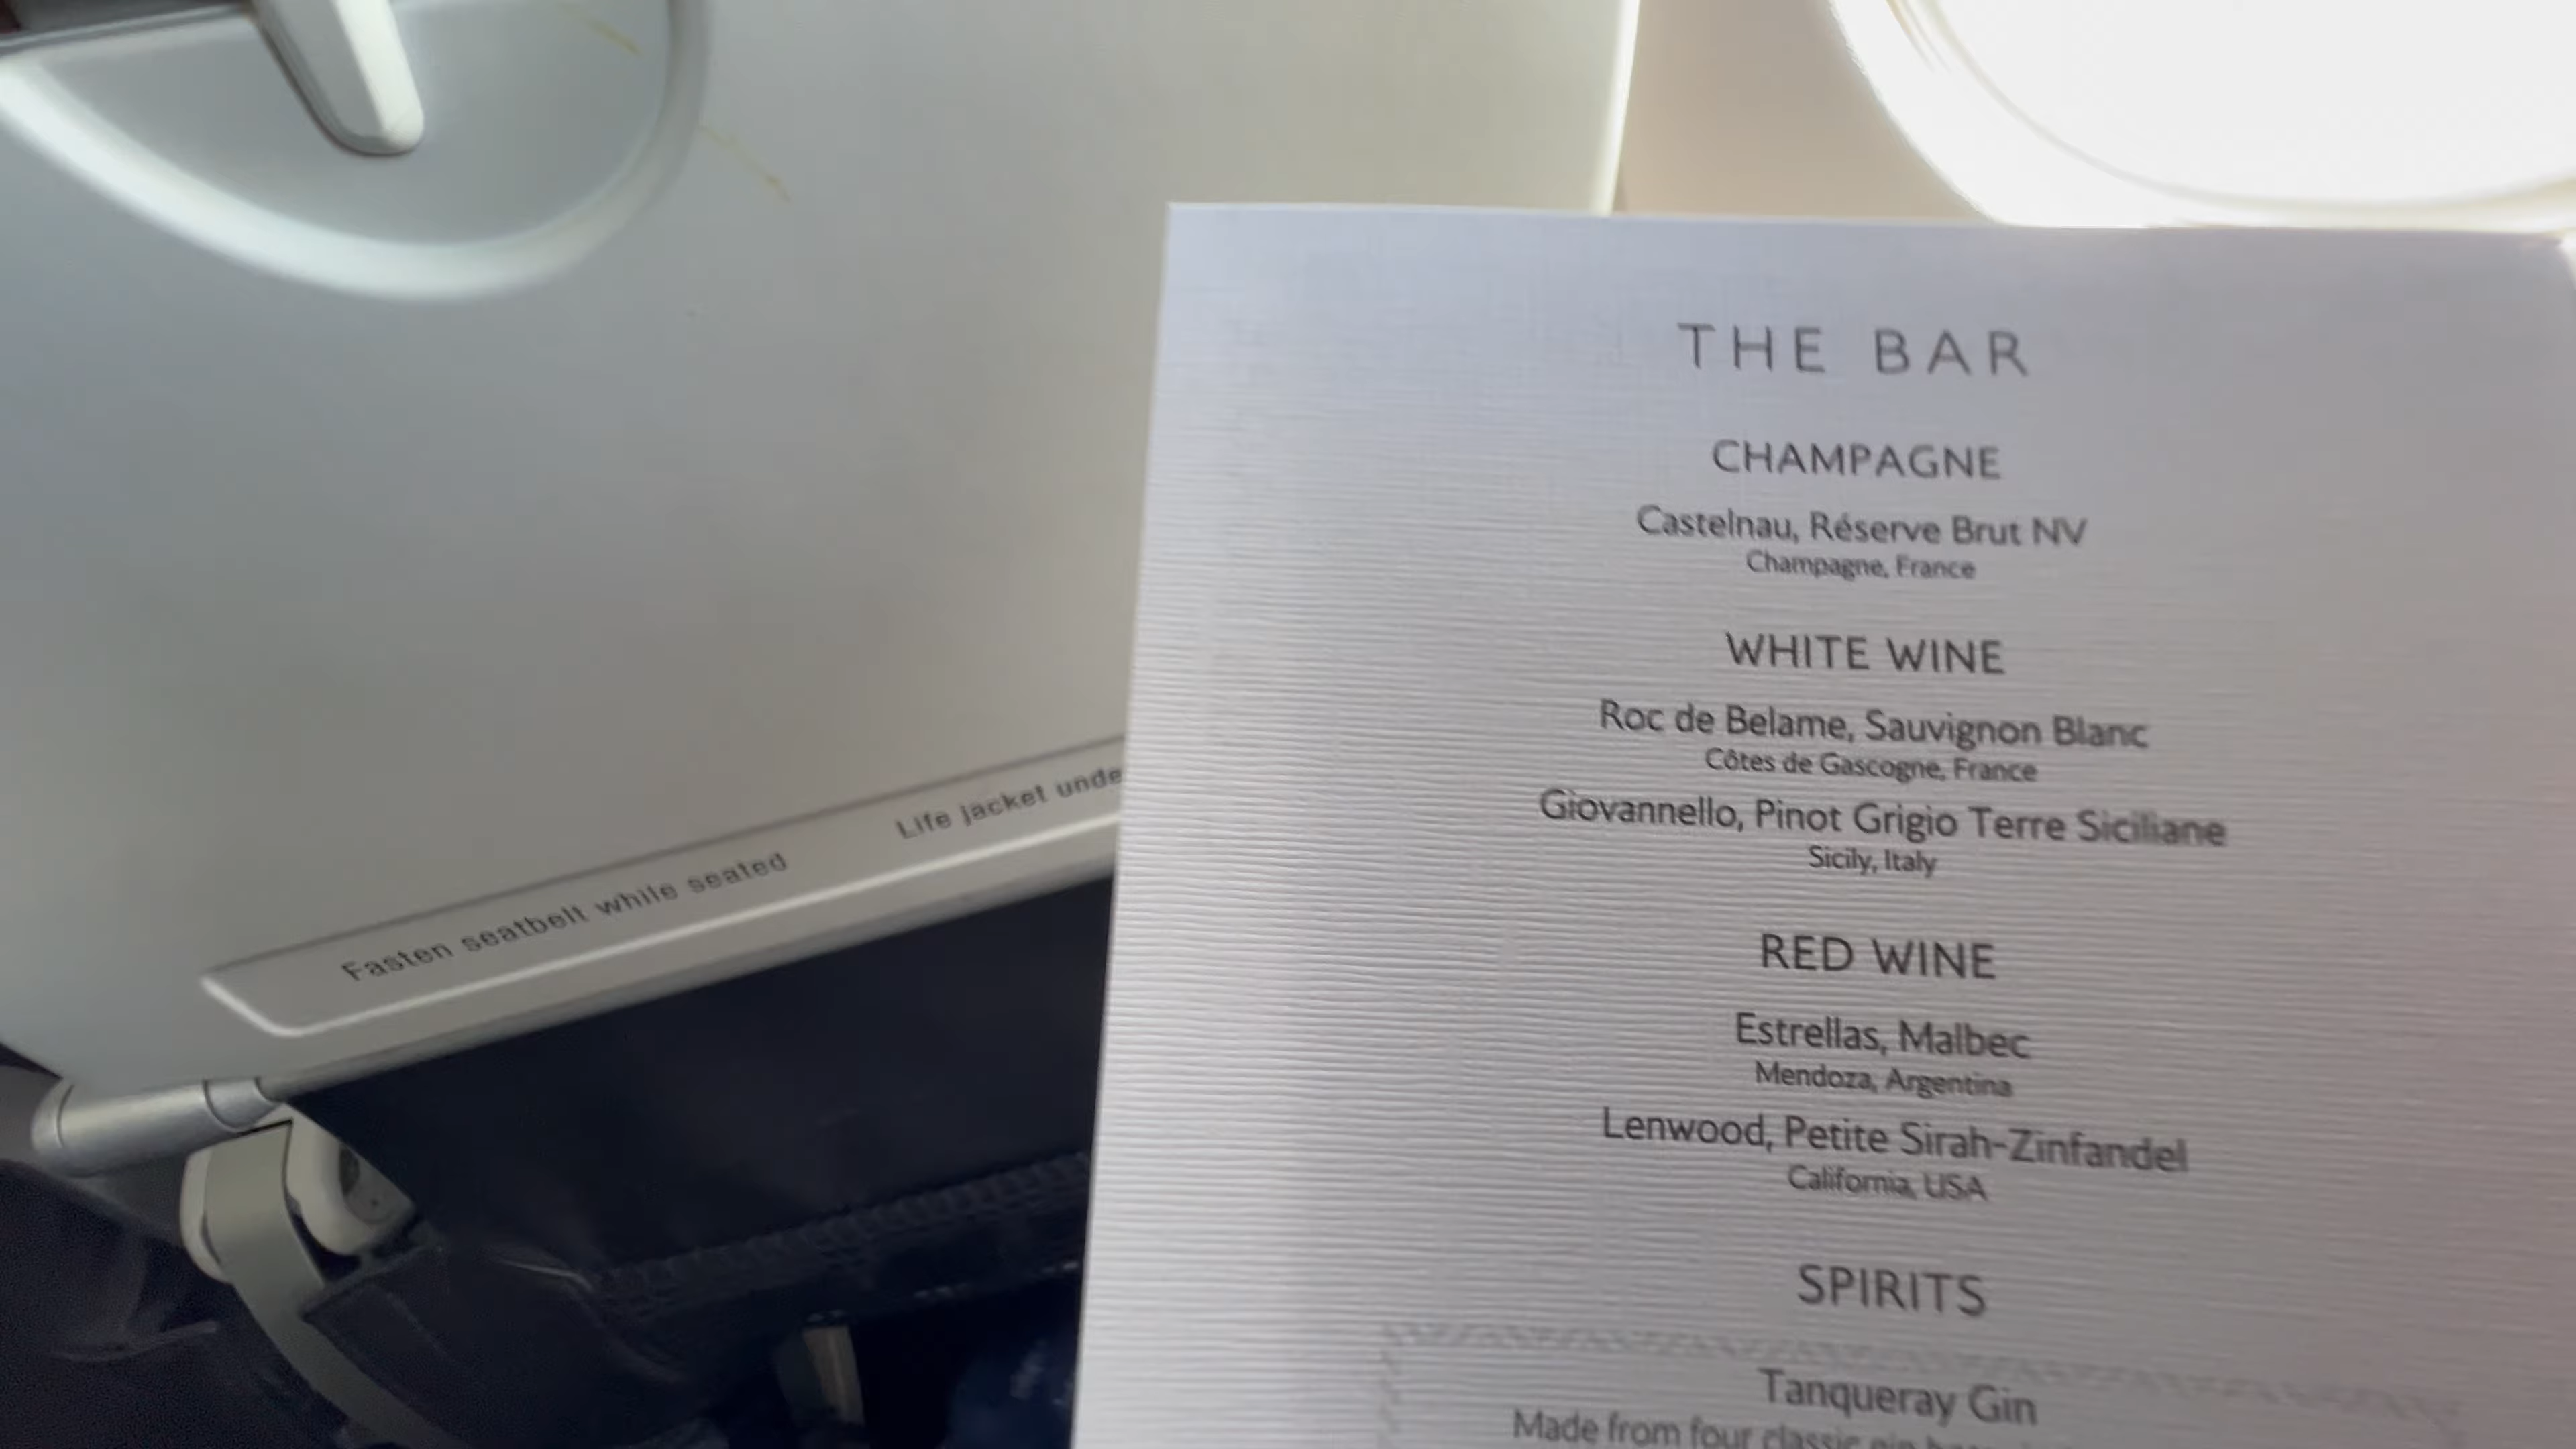 THE BAR
CHAMPAGNE
Castelnau, Réserve Brut NV
Champagne, France
WHITE WINE
Roc de Belame, Sauvignon Blanc
Côtes de Gascogne, France
Giovannello, Pinot Grigio Terre Siciliane
Sicily, Italy
RED WINE
Estrellas, Malbec
Mendoza, Argentina
Lenwood, Petite Sirah-Zinfandel
California, USA
SPIRITS
Tanqueray Gin
Made from four classic gin
Fasten seatbelt while seated
Life jacket unde